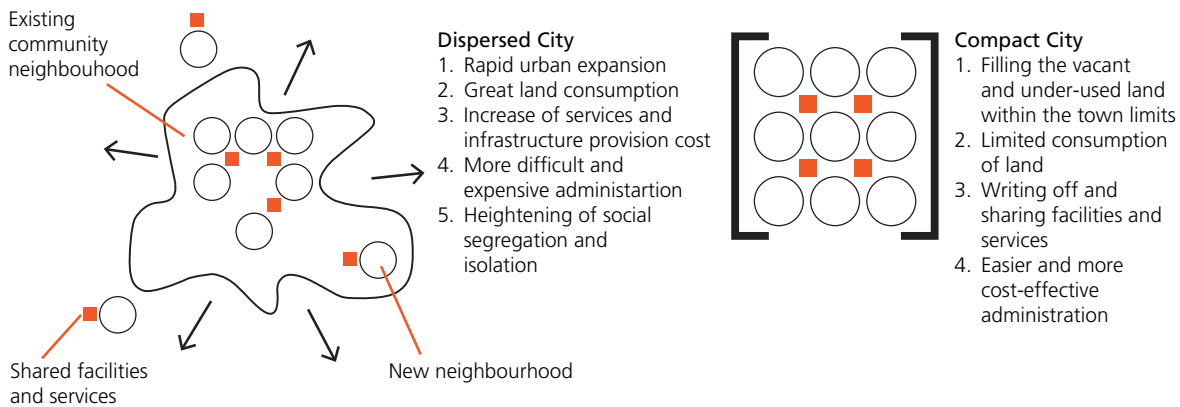 Existing
community
neighbouhood
Dispersed City
1. Rapid urban expansion
2. Great land consumption
3. Increase of services and
infrastructure provision cost
4. More difficult and
expensive administartion
5. Heightening of social
segregation and
isolation
Compact City
1. Filling the vacant
and under-used land
within the town limits
2. Limited consumption
of land
3. Writing off and
sharing facilities and
services
4. Easier and more
cost-effective
administration
Shared facilities
and services
New neighbourhood